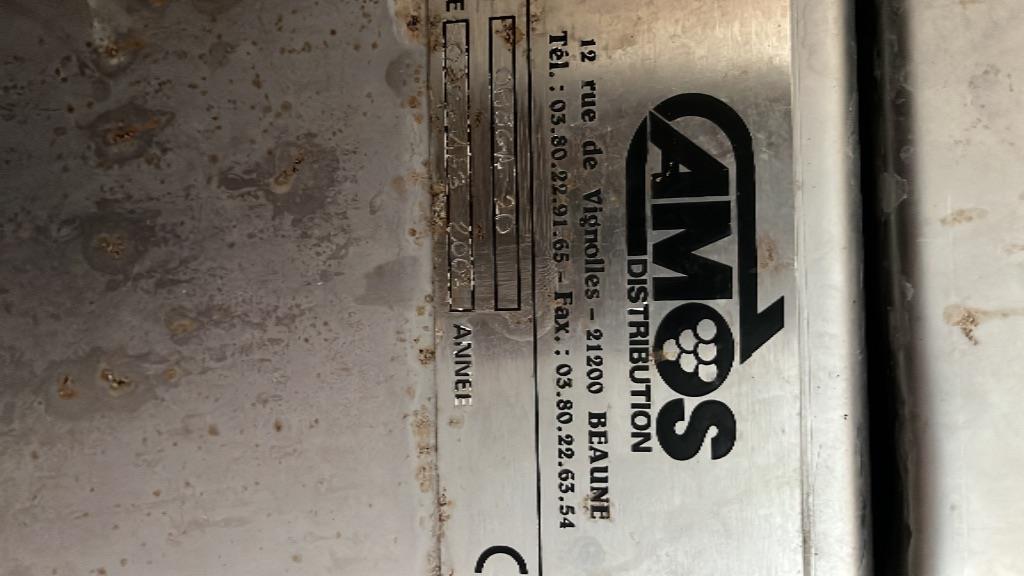 AMOS
DISTRIBUTION
12 rue de Vignolles - 21200 BEAUNE
Tél. : 03.80.22.91.65 - Fax. : 03.80.22.63.54
20
ANNEE